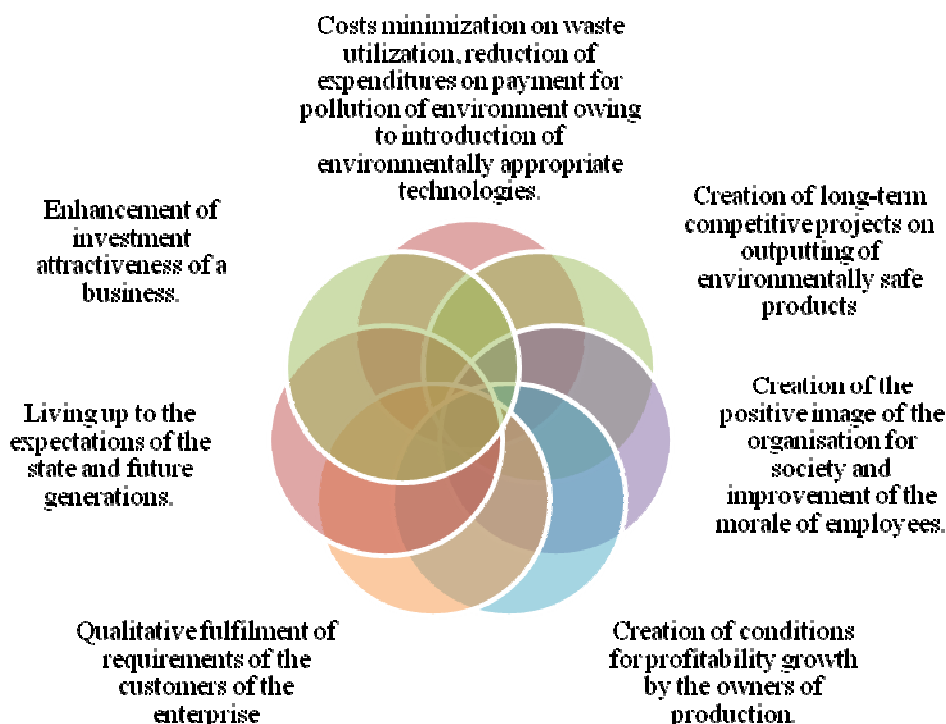 Costs minimization on waste
utilization, reduction of
expenditures on payment for
pollution of environment owing
to introduction of
environmentally appropriate
technologies.
Creation of long-term
competitive projects on
outputting of
environmentally safe
products
Creation of the
positive image of the
organisation for
society and
improvement of the
morale of employees.
Creation of conditions
for profitability growth
by the owners of
production.
Qualitative fulfilment of
requirements of the
customers of the
enterprise
Living up to the
expectations of the
state and future
generations.
Enhancement of
investment
attractiveness of a
business.